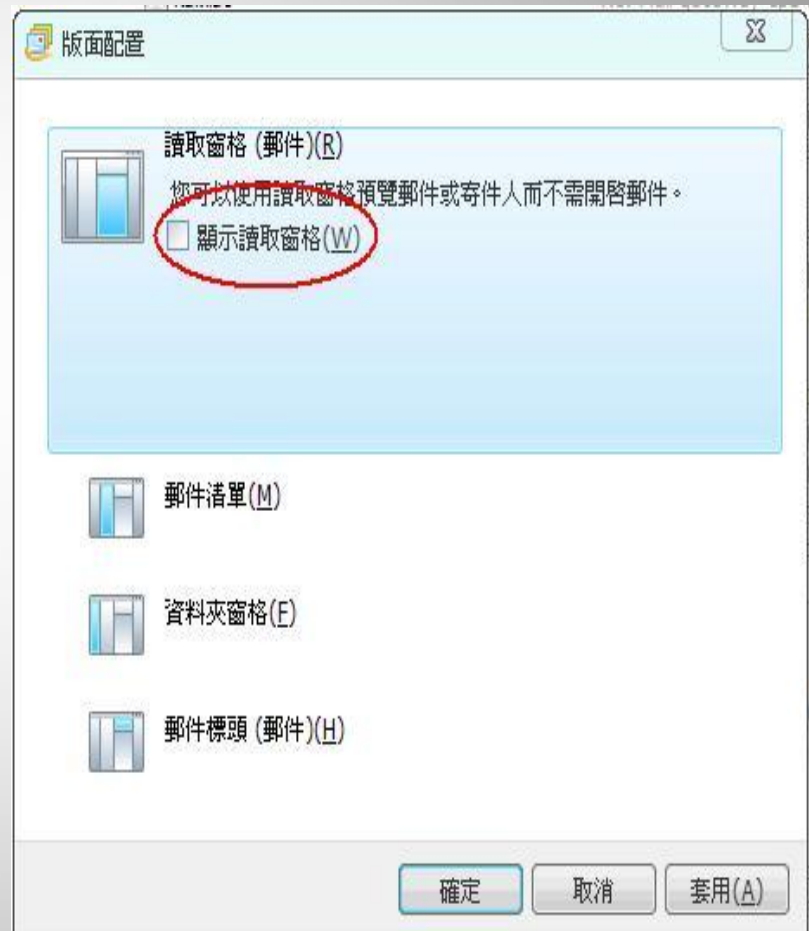 版面配置
讀取窗格 (郵件)(R)
您可以使用讀取窗格預覽郵件或寄件人而不需開啓郵件。
顯示讀取窗格(W)
郵件清單(M)
資料夾窗格(F)
郵件標頭 (郵件)(H)
確定
取消
套用(A)